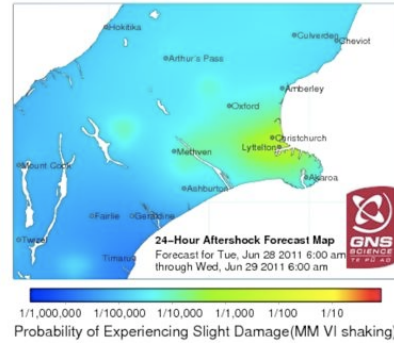 Hokitika
Culverden
Cheviot
Arthur's Pass
Amberley
Oxford
Christchurch
Lyttelton
Methven
Mount Cook
Akaroa
Ashburton
Fairlie
Geraldine
Twizel
Timaru
24-Hour Aftershock Forecast Map
Forecast for Tue, Jun 28 2011 6:00 am
through Wed, Jun 29 2011 6:00 am
GNS
SCIENCE
TE PŪ AO
1/1,000,000 1/100,000 1/10,000 1/1,000 1/100 1/10
Probability of Experiencing Slight Damage(MM VI shaking)